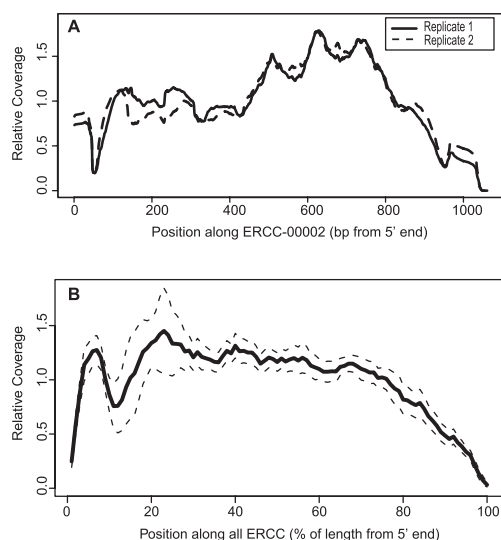 A
Replicate 1
Replicate 2
Relative Coverage
0.0
0.5
1.0
1.5
0
200
400
600
800
1000
Position along ERCC-00002 (bp from 5' end)
B
Relative Coverage
0.0
0.5
1.0
1.5
0
20
40
60
80
100
Position along all ERCC (% of length from 5' end)